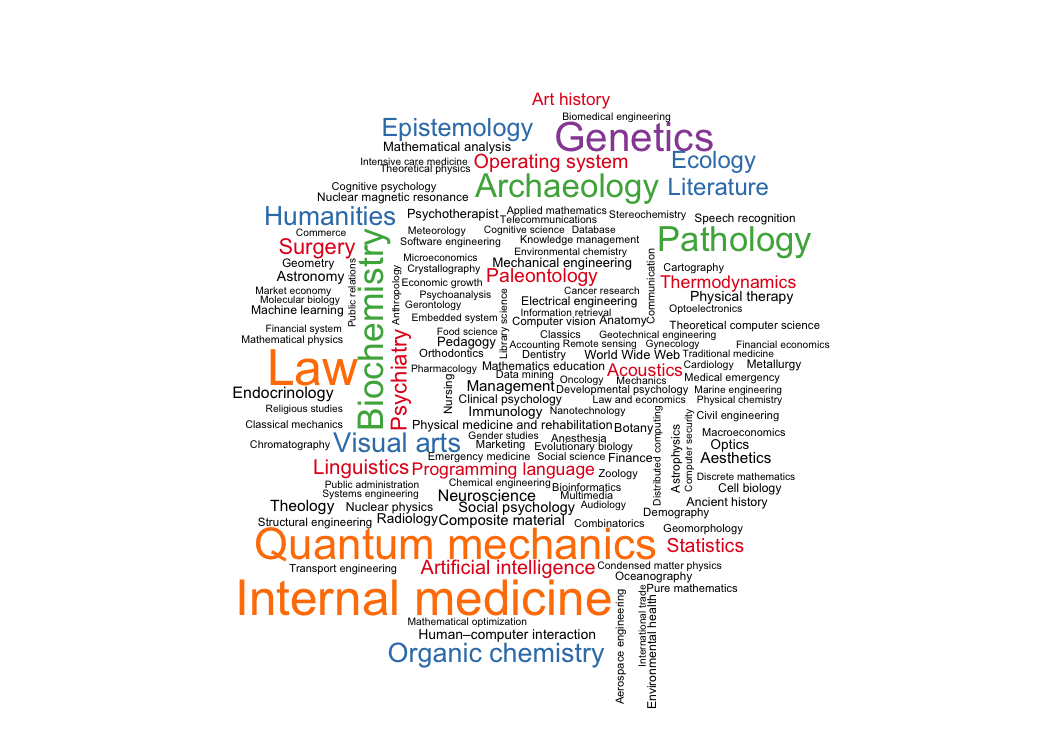 Art history
Biomedical engineering
Epistemology
Genetics
Mathematical analysis
Intensive care medicine
Operating system
Ecology
Theoretical physics
Cognitive psychology
Archaeology
Literature
Nuclear magnetic resonance
Humanities
Psychotherapist
Applied mathematics
Stereochemistry
Speech recognition
Telecommunications
Commerce
Meteorology
Cognitive science
Database
Surgery
Software engineering
Knowledge management
Pathology
Biochemistry
Environmental chemistry
Geometry
Microeconomics
Mechanical engineering
Communication
Cartography
Astronomy
Public relations
Anthropology
Crystallography
Paleontology
Economic growth
Thermodynamics
Market economy
Psychoanalysis
Cancer research
Physical therapy
Molecular biology
Gerontology
Library science
Electrical engineering
Machine learning
Information retrieval
Optoelectronics
Embedded system
Computer vision
Anatomy
Theoretical computer science
Financial system
Food science
Classics
Geotechnical engineering
Mathematical physics
Psychiatry
Pedagogy
Accounting
Remote sensing
Gynecology
Financial economics
Law
Orthodontics
Dentistry
World Wide Web
Traditional medicine
Pharmacology
Mathematics education
Acoustics
Cardiology
Metallurgy
Nursing
Data mining
Oncology
Mechanics
Medical emergency
Endocrinology
Management
Developmental psychology
Marine engineering
Clinical psychology
Law and economics
Physical chemistry
Religious studies
Immunology
Nanotechnology
Civil engineering
Classical mechanics
Physical medicine and rehabilitation
Botany
Distributed computing
Computer security
Astrophysics
Macroeconomics
Chromatography
Visual arts
Gender studies
Anesthesia
Marketing
Evolutionary biology
Optics
Emergency medicine
Social science
Finance
Aesthetics
Linguistics
Programming language
Zoology
Discrete mathematics
Public administration
Chemical engineering
Bioinformatics
Cell biology
Systems engineering
Neuroscience
Multimedia
Theology
Nuclear physics
Social psychology
Audiology
Ancient history
Demography
Structural engineering
Radiology
Composite material
Combinatorics
Geomorphology
Quantum mechanics
Statistics
Transport engineering
Artificial intelligence
Condensed matter physics
Oceanography
Internal medicine
Pure mathematics
Aerospace engineering
International trade
Environmental health
Mathematical optimization
Human–computer interaction
Organic chemistry